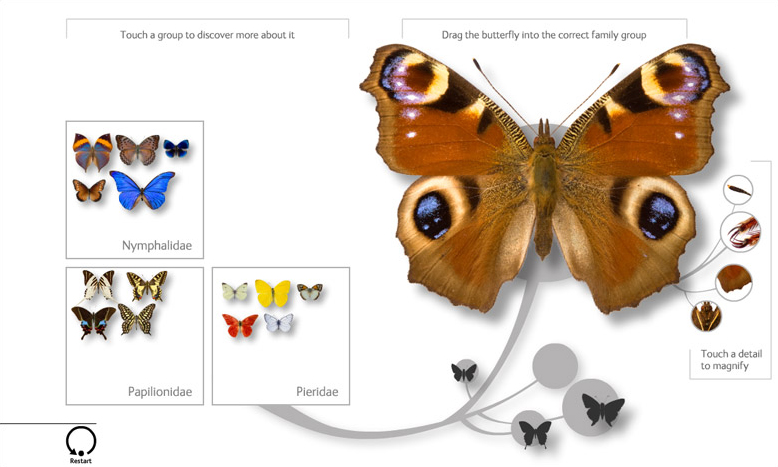 Touch a group to discover more about it
Drag the butterfly into the correct family group
Nymphalidae
Papilionidae
Pieridae
Touch a detail
to magnify
Restart